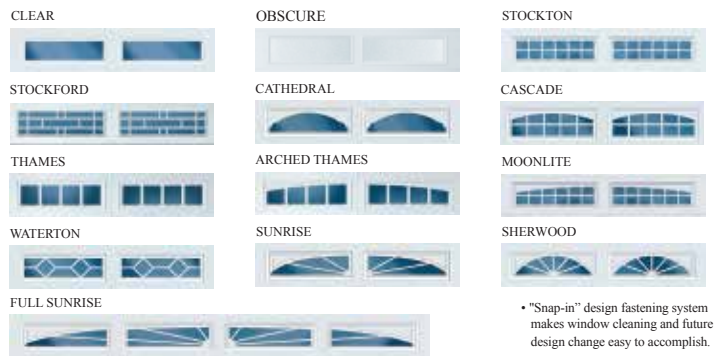 CLEAR
OBSCURE
STOCKTON
STOCKFORD
CATHEDRAL
CASCADE
THAMES
ARCHED THAMES
MOONLITE
WATERTON
SUNRISE
SHERWOOD
FULL SUNRISE
• "Snap-in” design fastening system
makes window cleaning and future
design change easy to accomplish.